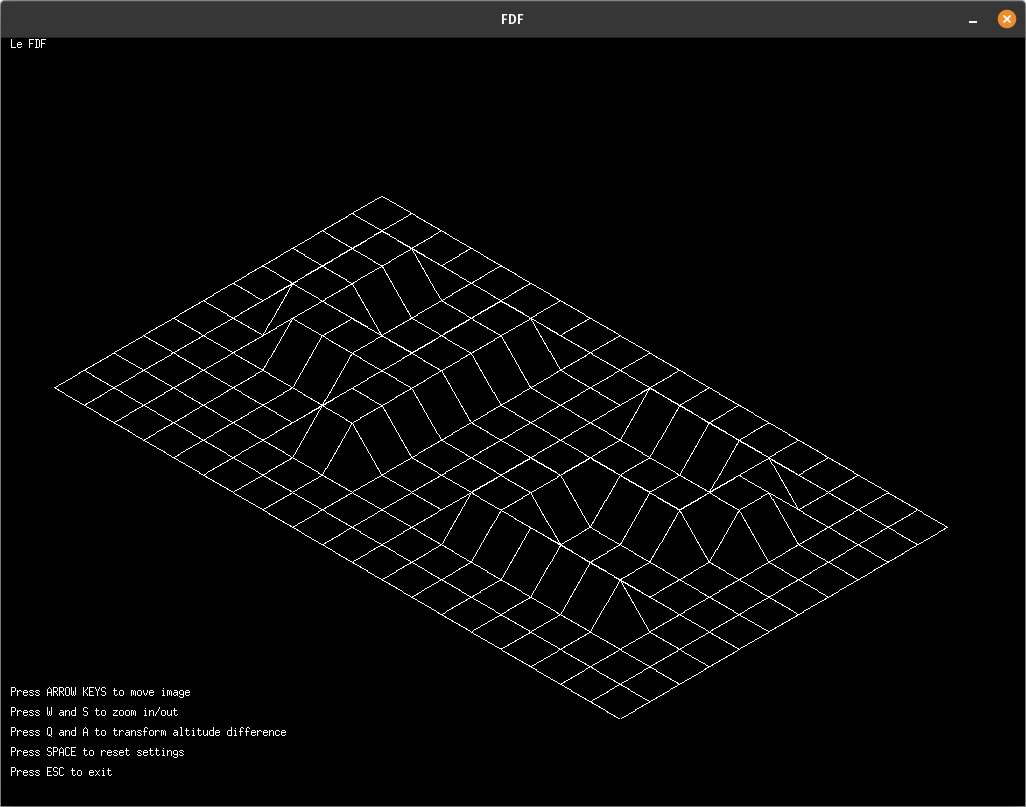 FDF
Le FDF
Press ARROW KEYS to move image
Press W and S to zoom in/out
Press Q and A to transform altitude difference
Press SPACE to reset settings
Press ESC to exit